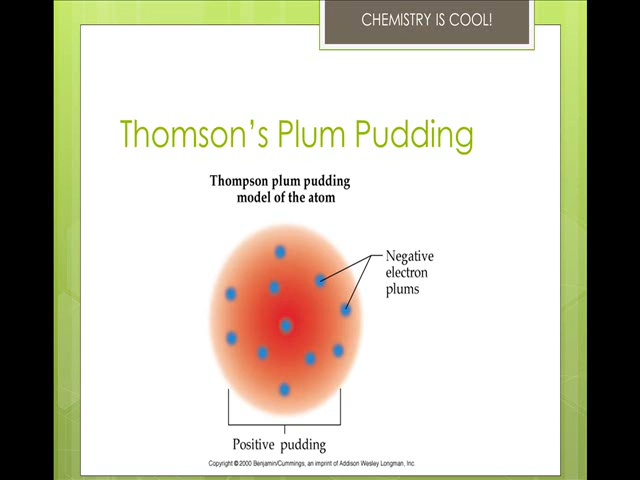 CHEMISTRY IS COOL!
Thomson's Plum Pudding
Thompson plum pudding
model of the atom
Negative
electron
plums
Positive pudding
Copyright © 2000 Benjamin/Cummings, an imprint of Addison Wesley Longman, Inc